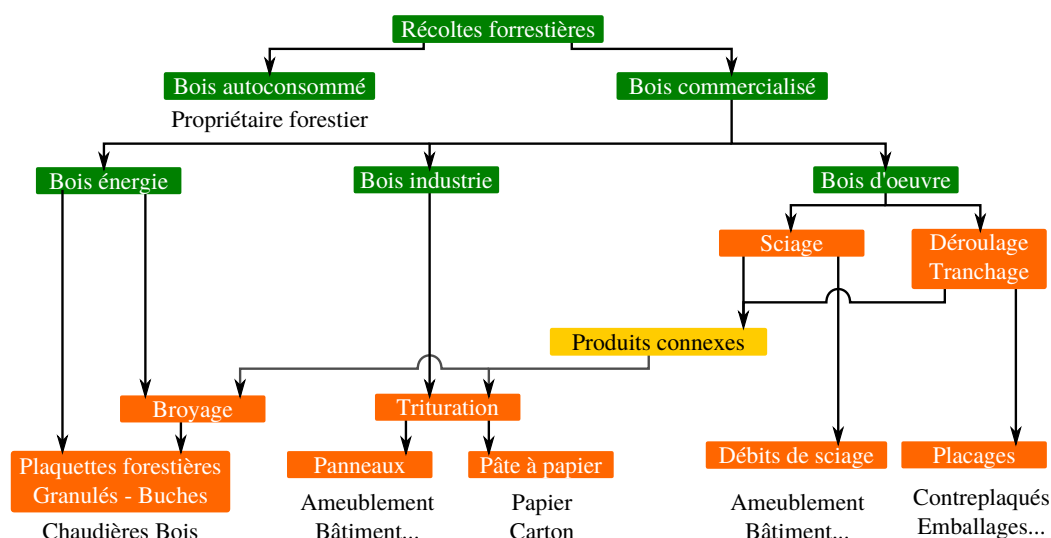 Récoltes forrestières
Bois autoconsommé
Bois commercialisé
Propriétaire forestier
Bois énergie
Bois industrie
Bois d'oeuvre
Sciage
Déroulage
Tranchage
Produits connexes
Broyage
Trituration
Plaquettes forestières
Granulés - Buches
Chaudières Bois
Panneaux
Ameublement
Bâtiment...
Pâte à papier
Papier
Carton
Débits de sciage
Ameublement
Bâtiment...
Placages
Contreplaqués
Emballages...